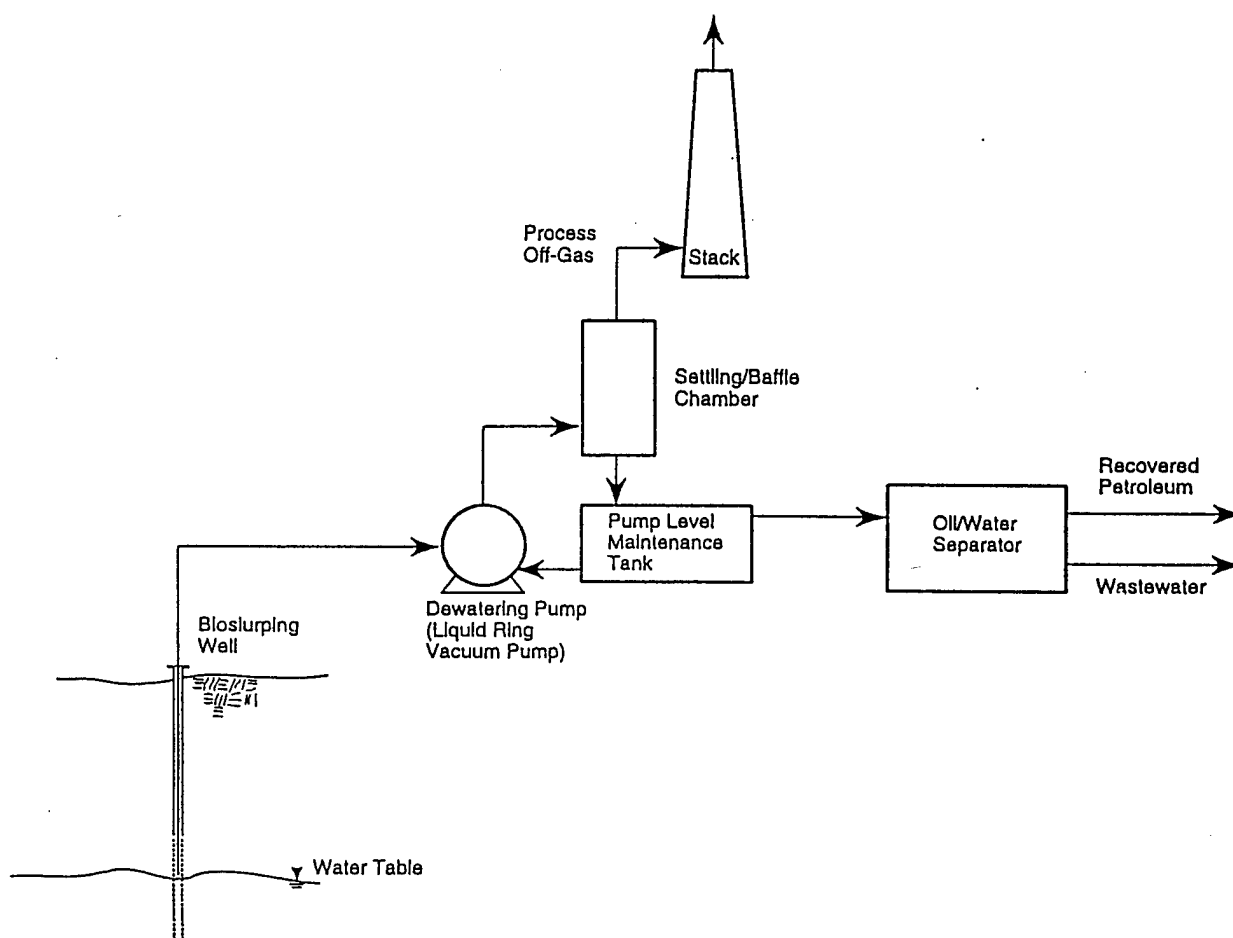 Process
Off-Gas
Stack
Settling/Baffle
Chamber
Pump Level
Maintenance
Tank
Oil/Water
Separator
Recovered
Petroleum
Wastewater
Dewatering Pump
(Liquid Ring
Vacuum Pump)
Bioslurping
Well
Water Table